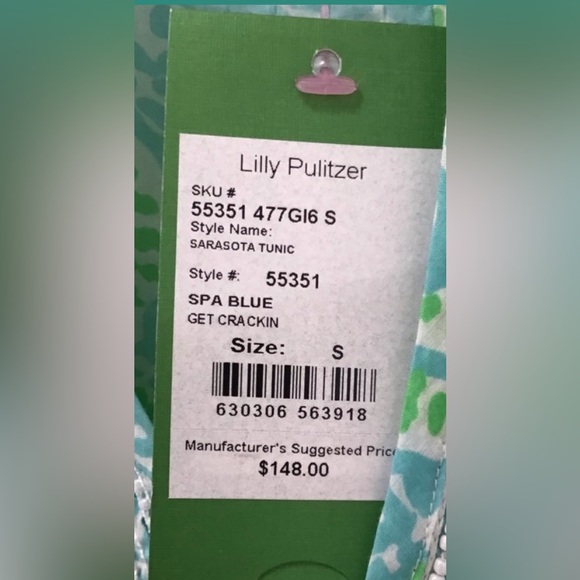 Lilly Pulitzer
SKU #
55351 477GI6 S
Style Name:
SARASOTA TUNIC
Style #: 55351
SPA BLUE
GET CRACKIN
Size: S
630306 563918
Manufacturer's Suggested Price
$148.00